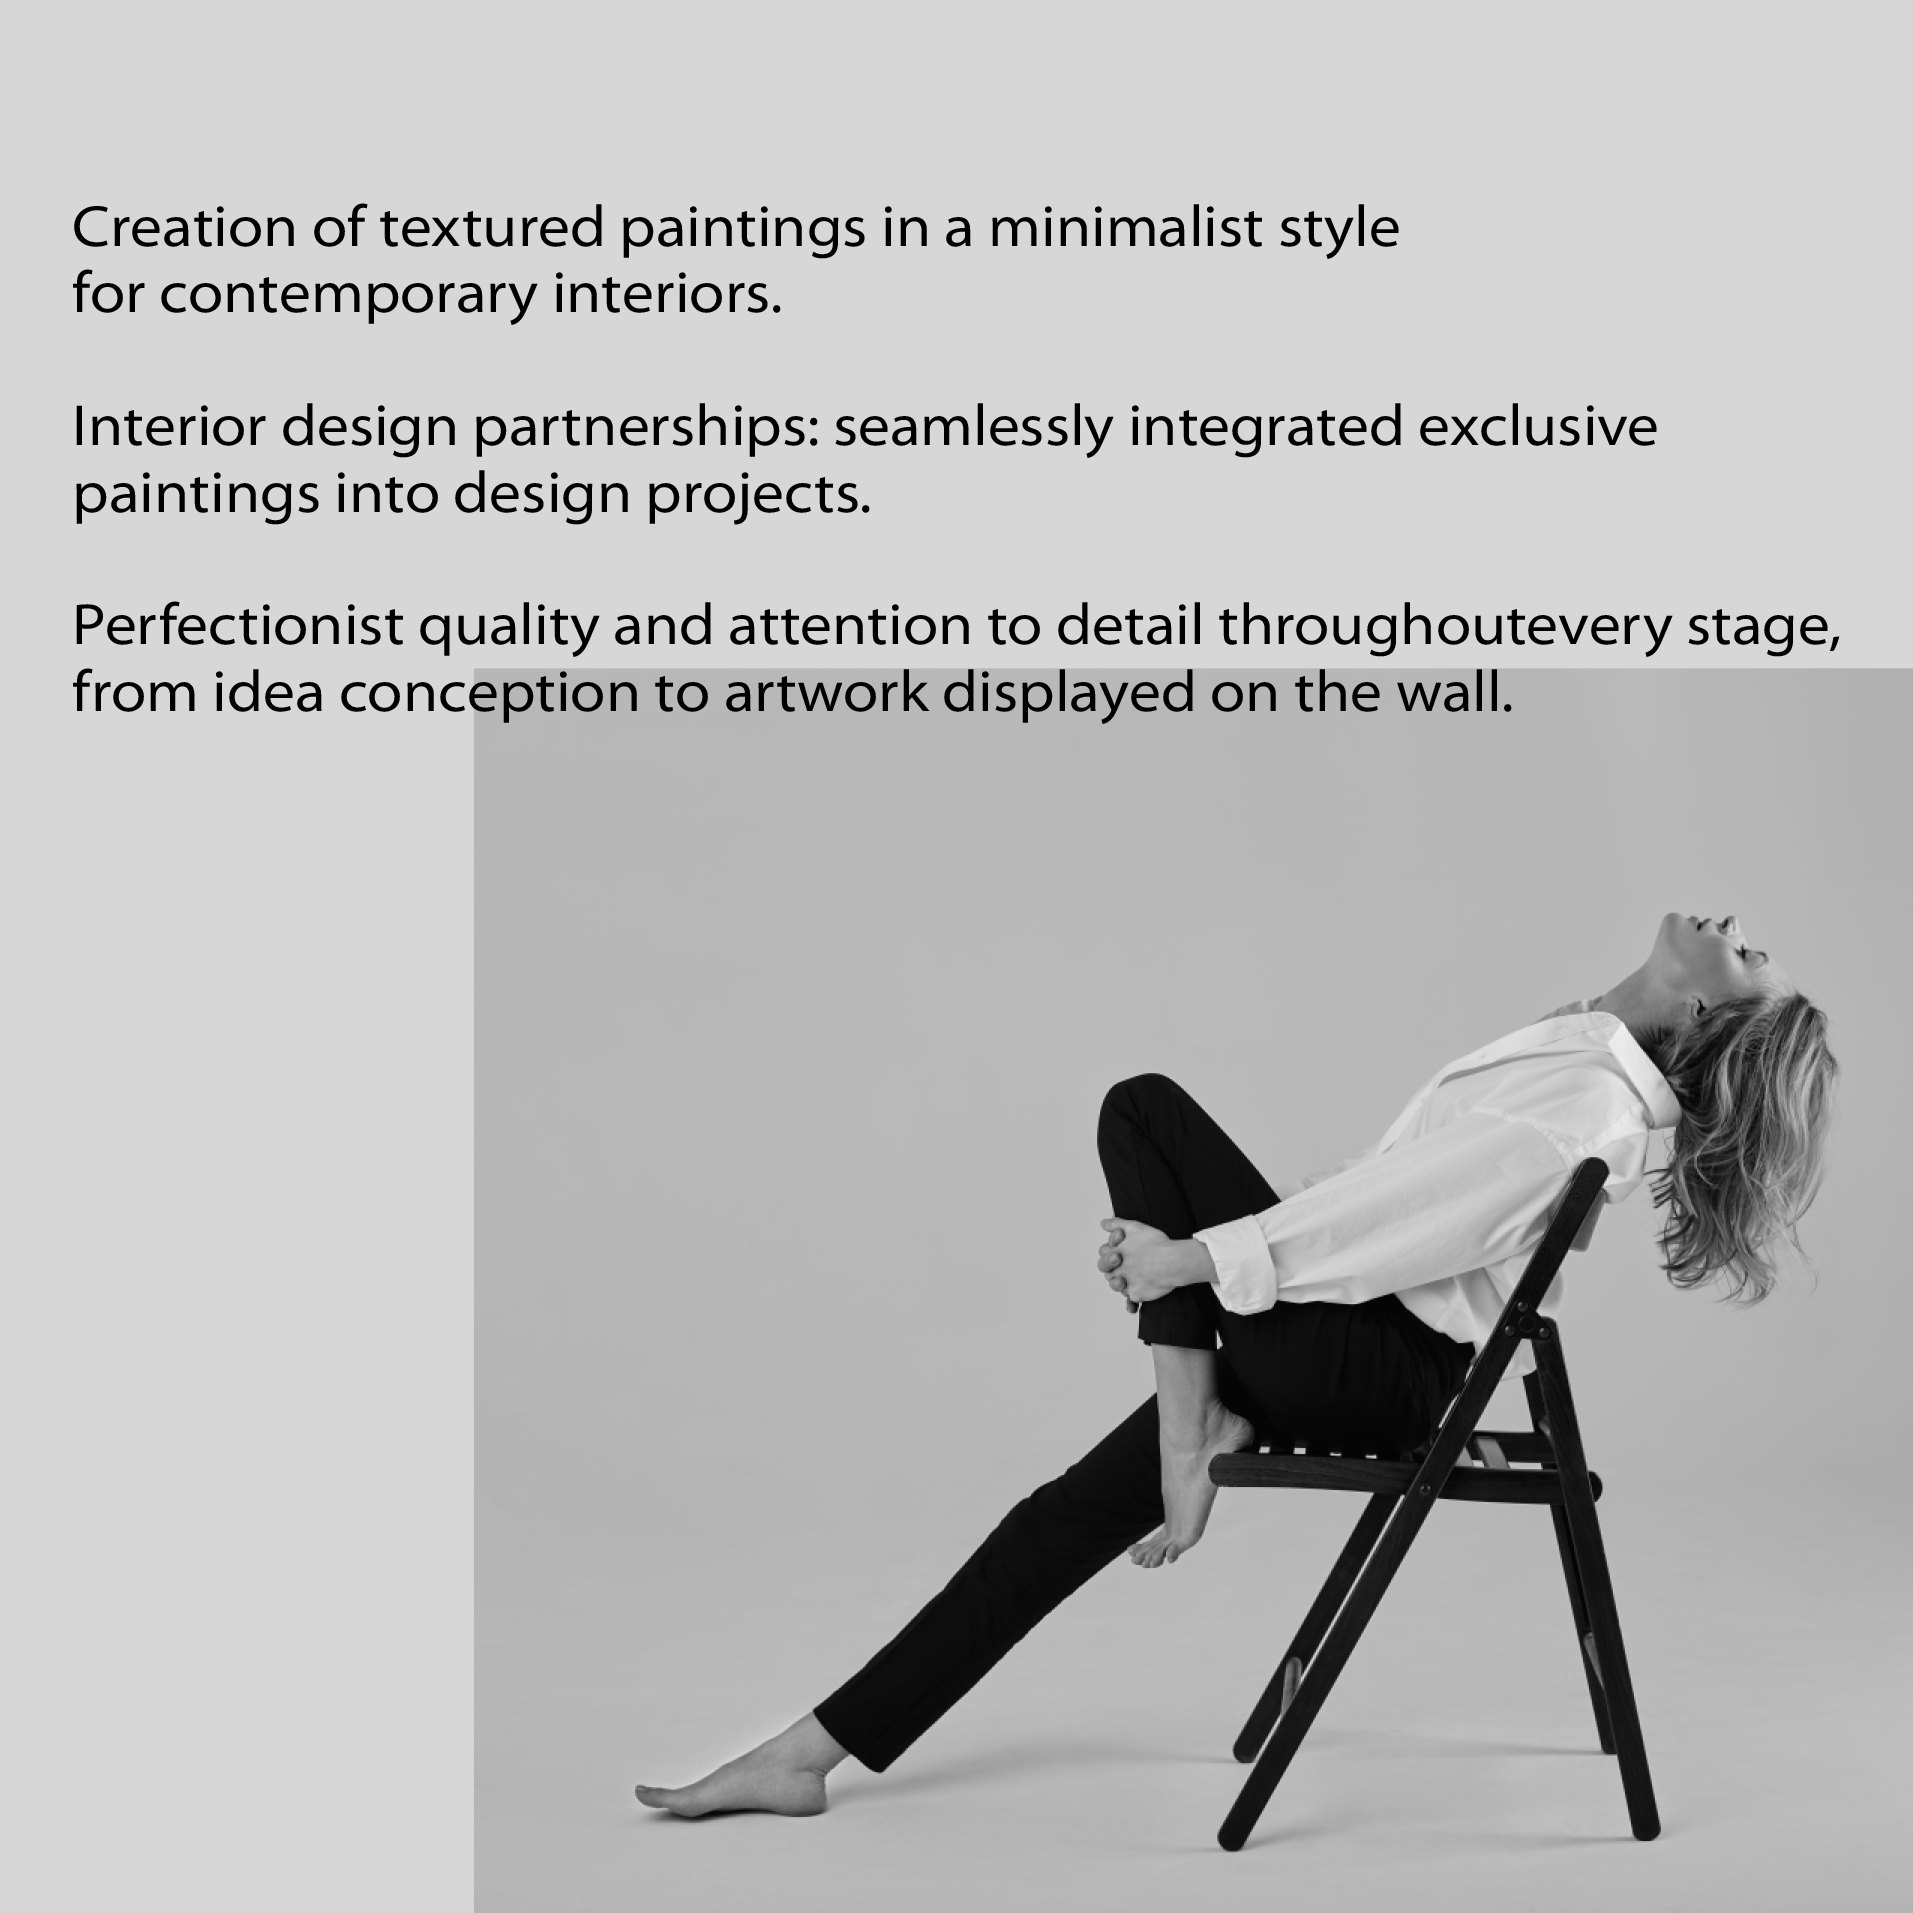 Creation of textured paintings in a minimalist style
for contemporary interiors.
Interior design partnerships: seamlessly integrated exclusive
paintings into design projects.
Perfectionist quality and attention to detail throughoutevery stage,
from idea conception to artwork displayed on the wall.